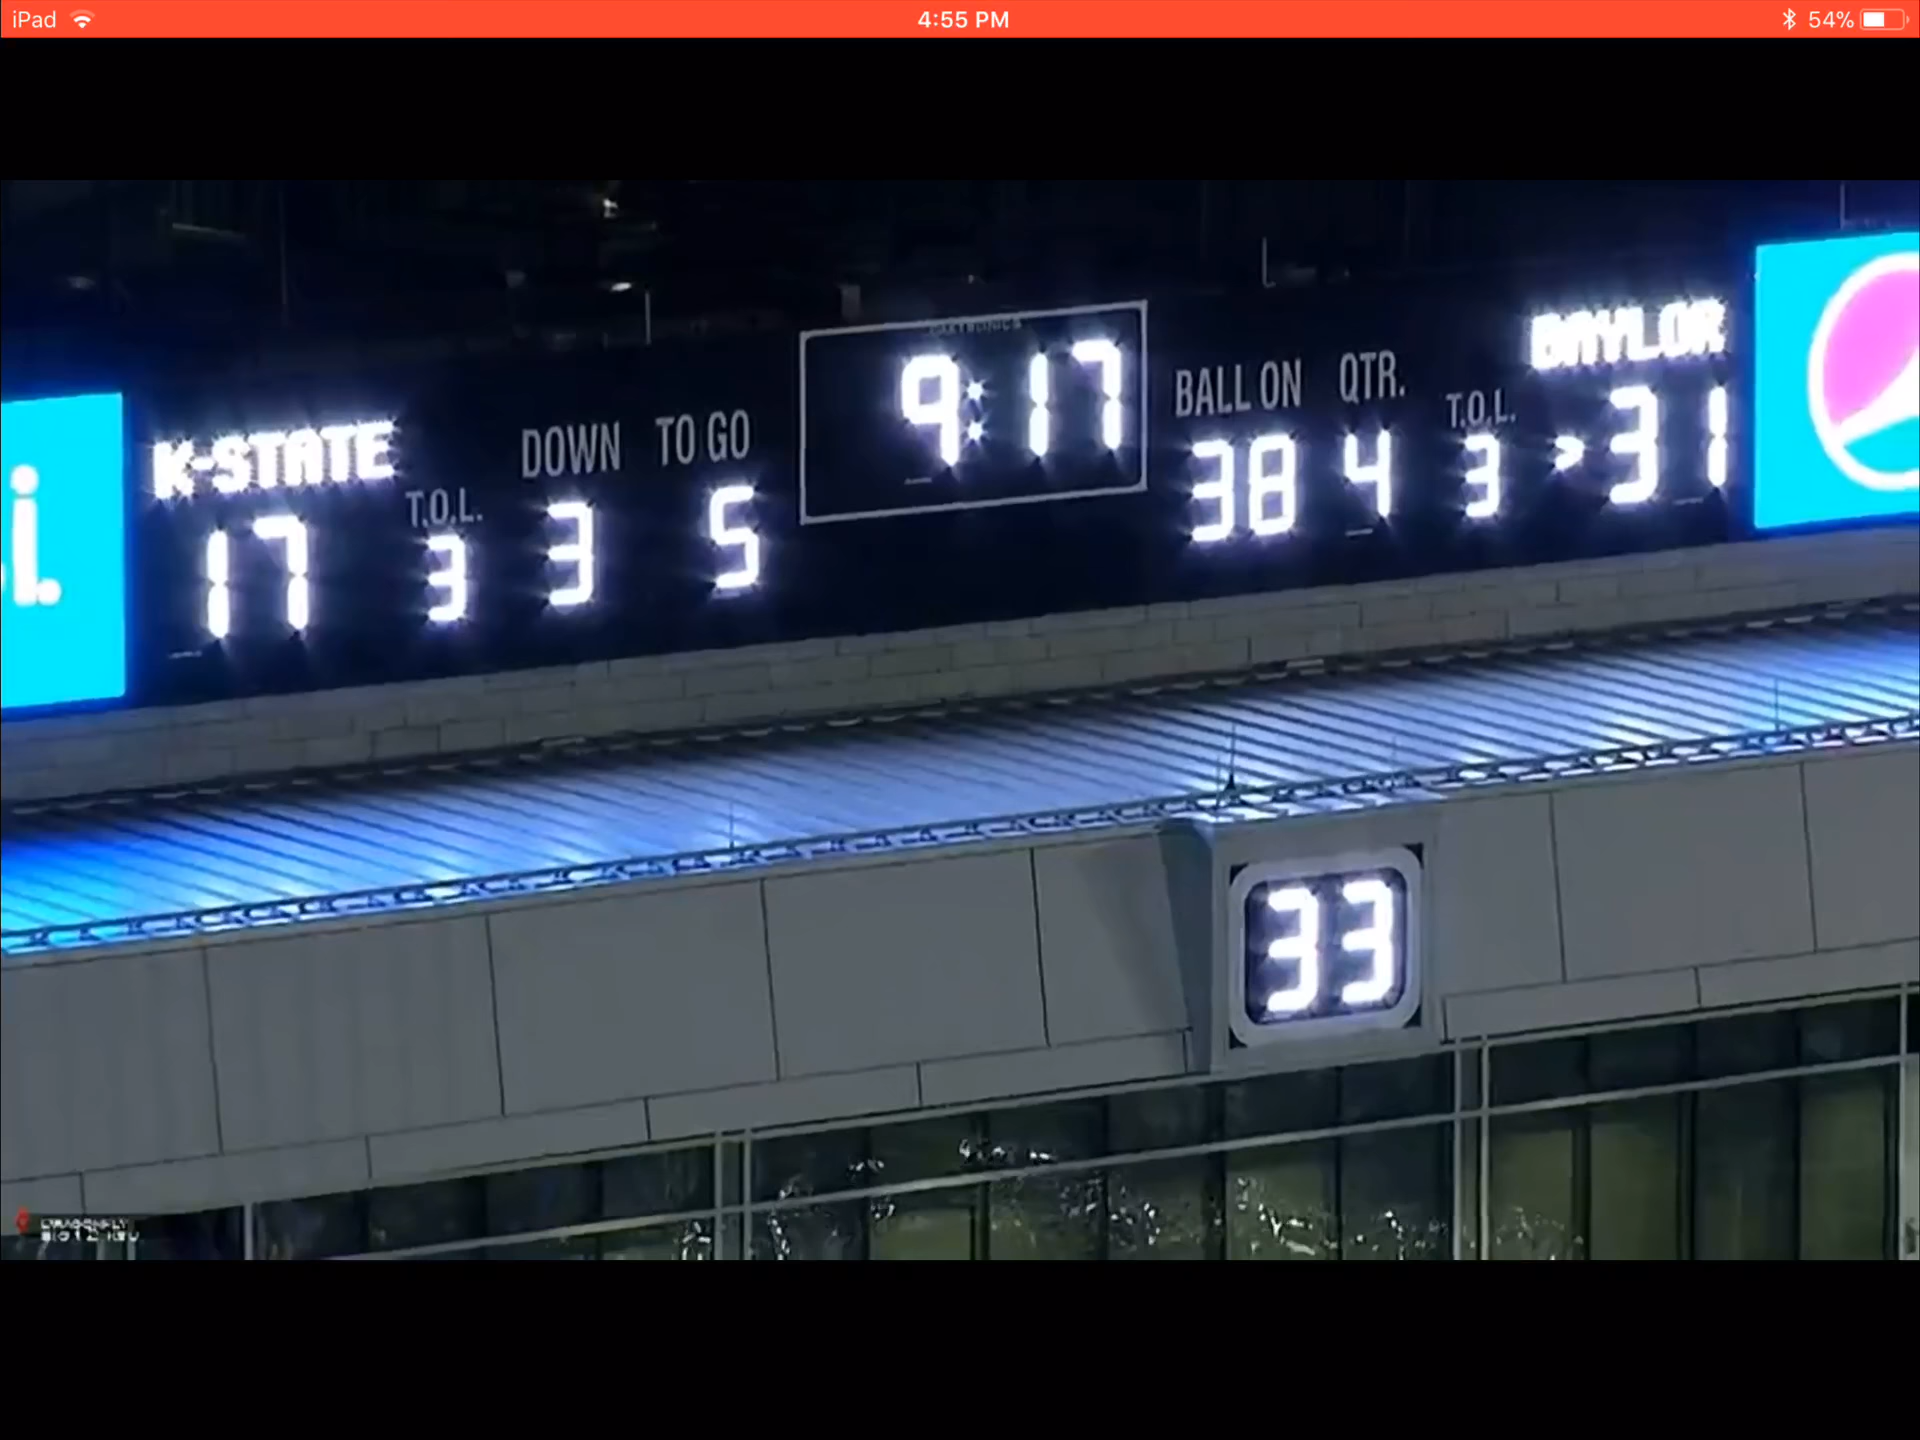 iPad 4:55 PM 54%
K-STATE
17
T.O.L.
3
DOWN
3
TO GO
5
DAKTRONICS
9:17
BALL ON
38
QTR.
4
T.O.L.
3
BAYLOR
>31
i.
33